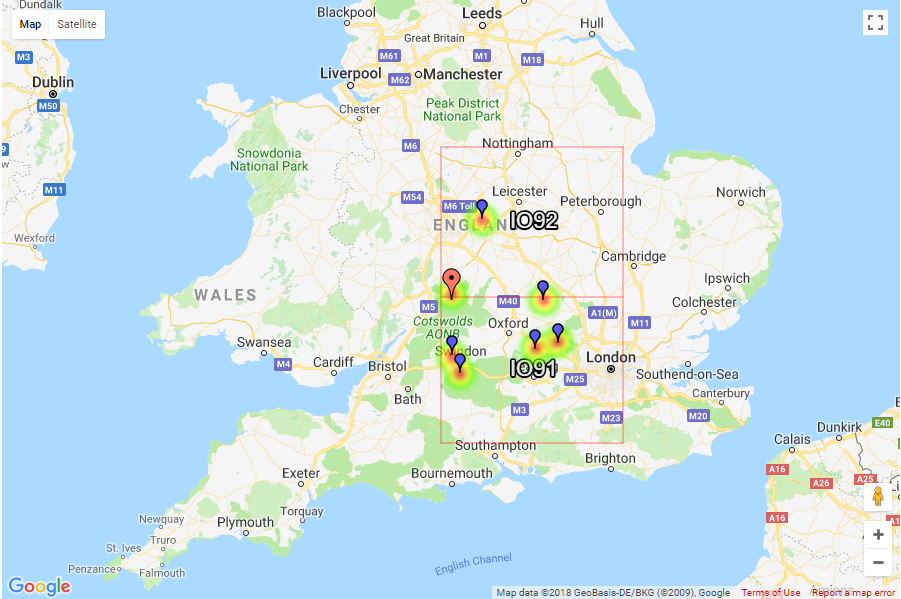 Dundalk
Map
Satellite
Blackpool
Leeds
Hull
Great Britain
M61
M1
M18
M3
Liverpool
M62
Manchester
Dublin
M50
Chester
Peak District
National Park
M6
Nottingham
Snowdonia
National Park
M11
M54
M6 Toll
Leicester
Peterborough
Norwich
IO92
Wexford
Cambridge
WALES
Ipswich
M5
M40
Colchester
A1(M)
Cotswolds
AONB
Oxford
M11
Swansea
M4
Cardiff
Bristol
IO91
London
M25
Southend-on-Sea
Bath
Canterbury
M3
M23
M20
Southampton
Brighton
Dunkirk
E40
Calais
Exeter
Bournemouth
A16
A26
A25
Torquay
Newquay
Plymouth
A16
St. Ives
Truro
Penzance
Falmouth
English Channel
Google
Map data ©2018 GeoBasis-DE/BKG (©2009), Google
Terms of Use
Report a map error